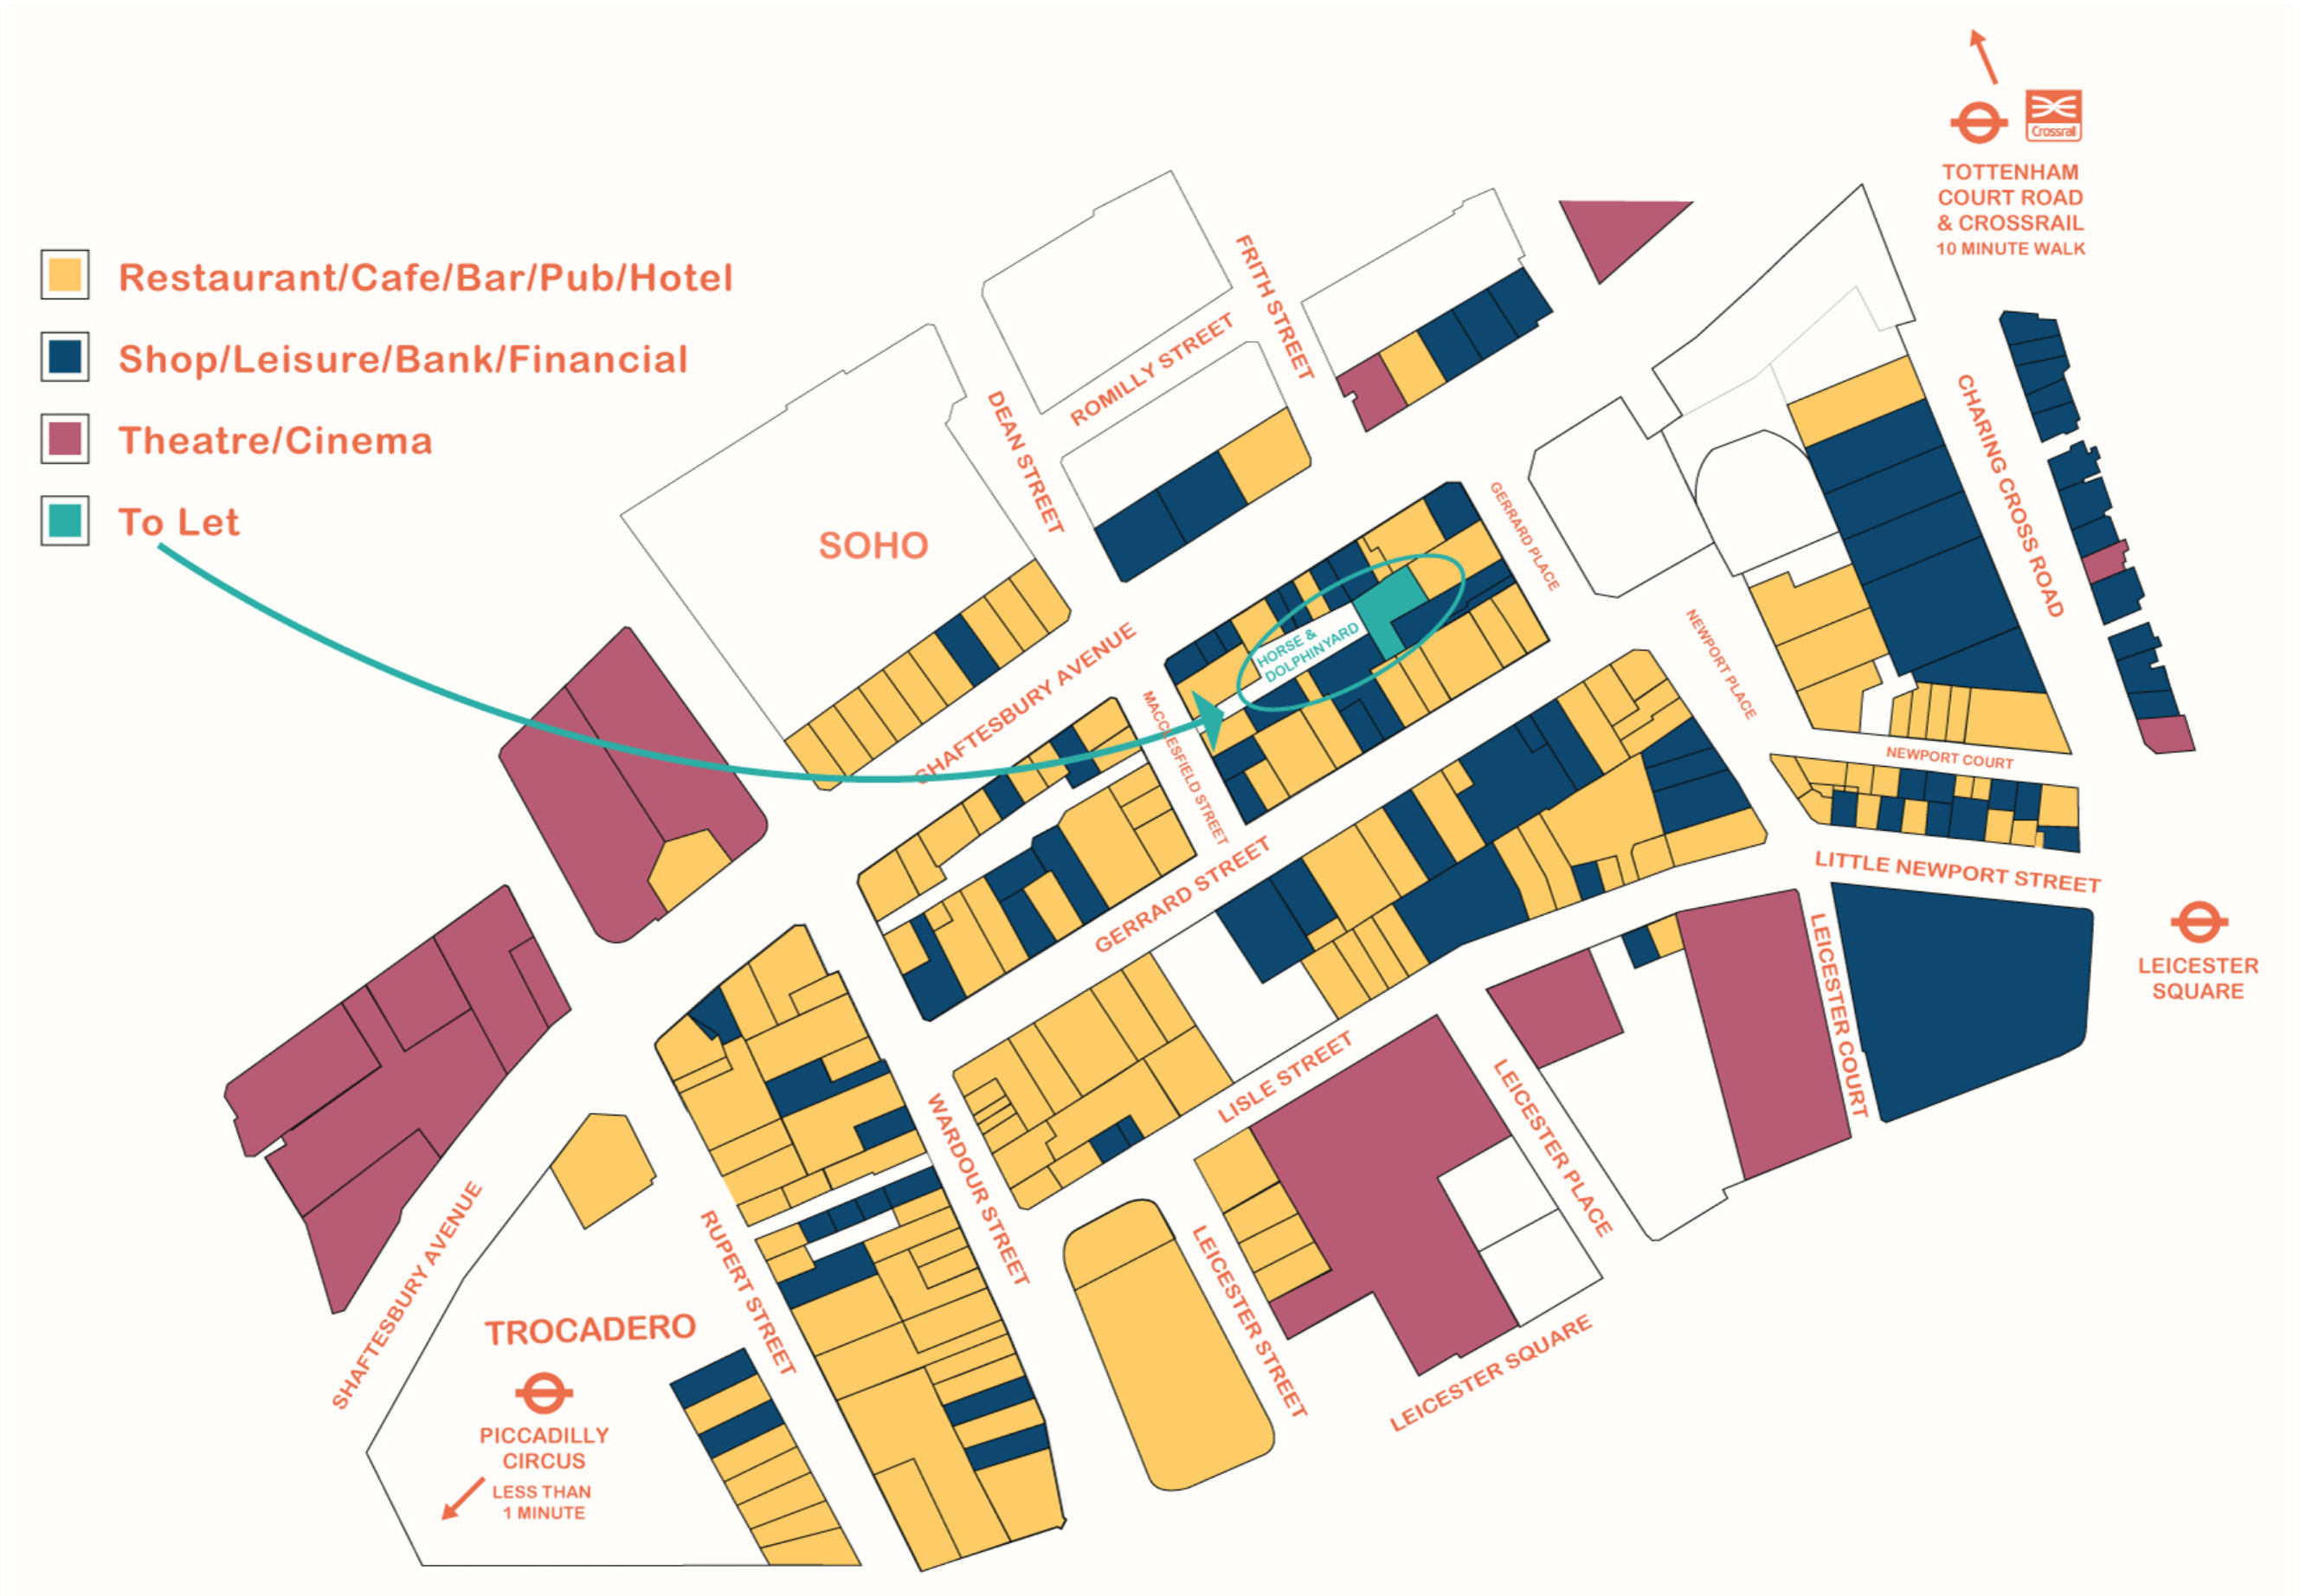 TOTTENHAM
COURT ROAD
& CROSSRAIL
10 MINUTE WALK
Crossrail
Restaurant/Cafe/Bar/Pub/Hotel
Shop/Leisure/Bank/Financial
Theatre/Cinema
To Let
SOHO
DEAN STREET
ROMILLY STREET
FRITH STREET
SHAFTESBURY AVENUE
MACCLESFIELD STREET
HORSE &
DOLPHINYARD
GERRARD PLACE
NEWPORT PLACE
CHARING CROSS ROAD
NEWPORT COURT
LITTLE NEWPORT STREET
GERRARD STREET
LEICESTER
SQUARE
LEICESTER COURT
LISLE STREET
LEICESTER PLACE
WARDOUR STREET
RUPERT STREET
LEICESTER STREET
LEICESTER SQUARE
SHAFTESBURY AVENUE
TROCADERO
PICCADILLY
CIRCUS
LESS THAN
1 MINUTE